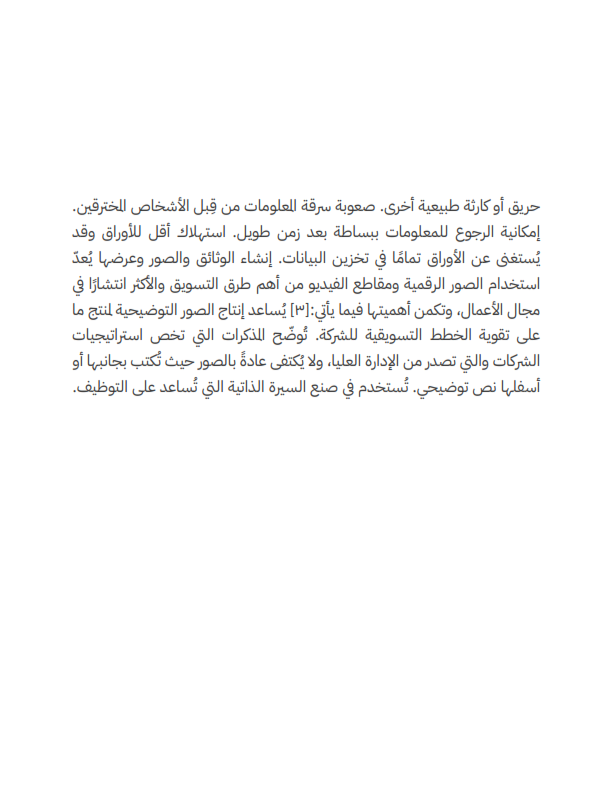 حريق أو كارثة طبيعية أخرى. صعوبة سرقة المعلومات من قِبل الأشخاص المخترقين.
إمكانية الرجوع للمعلومات ببساطة بعد زمن طويل. استهلاك أقل للأوراق وقد
يُستغنى عن الأوراق تمامًا في تخزين البيانات. إنشاء الوثائق والصور وعرضها يُعدّ
استخدام الصور الرقمية ومقاطع الفيديو من أهم طرق التسويق والأكثر انتشارًا في
مجال الأعمال، وتكمن أهميتها فيما يأتي:[٣] يُساعد إنتاج الصور التوضيحية لمنتج ما
على تقوية الخطط التسويقية للشركة. تُوضّح المذكرات التي تخص استراتيجيات
الشركات والتي تصدر من الإدارة العليا، ولا يُكتفى عادةً بالصور حيث تُكتب بجانبها أو
أسفلها نص توضيحي. تُستخدم في صنع السيرة الذاتية التي تُساعد على التوظيف.